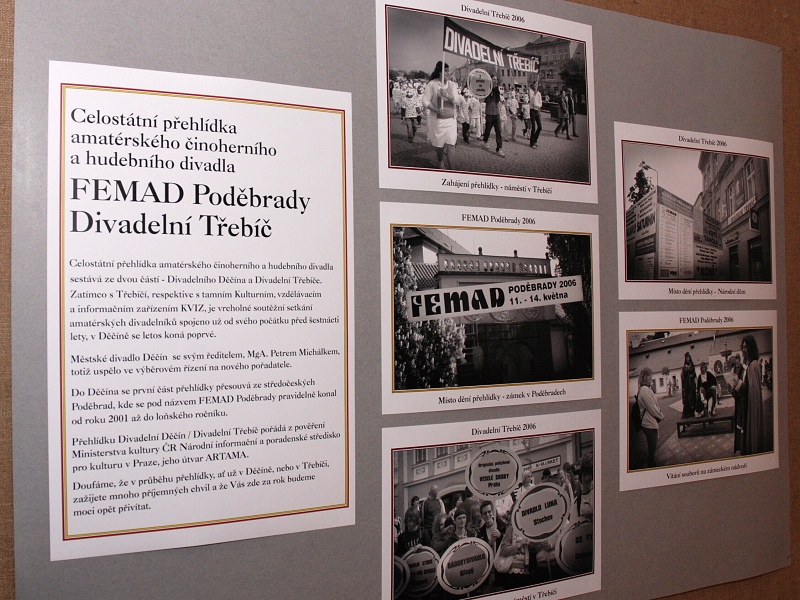 Celostátní přehlídka
amatérského činoherního
a hudebního divadla
FEMAD Poděbrady
Divadelní Třebíč
Celostátní přehlídka amatérského činoherního a hudebního divadla
sestává ze dvou částí - Divadelního Děčína a Divadelní Třebíče.
Zatímco s Třebíčí, respektive s tamním Kulturním, vzdělávacím
a informačním zařízením KVIZ, je vrcholné soutěžní setkání
amatérských divadelníků spojeno už od svého počátku před šestnácti
lety, v Děčíně se letos koná poprvé.
Městské divadlo Děčín se svým ředitelem, MgA. Petrem Michálkem,
totiž uspělo ve výběrovém řízení na nového pořadatele.
Do Děčína se první část přehlídky přesouvá ze středočeských
Poděbrad, kde se pod názvem FEMAD Poděbrady pravidelně konal
od roku 2001 až do loňského ročníku.
Přehlídku Divadelní Děčín / Divadelní Třebíč pořádá z pověření
Ministerstva kultury ČR Národní informační a poradenské středisko
pro kulturu v Praze, jeho útvar ARTAMA.
Doufáme, že v průběhu přehlídky, ať už v Děčíně, nebo v Třebíči,
zažijete mnoho příjemných chvil a že Vás zde za rok budeme
moci opět přivítat.
Divadelní Třebíč 2006
DIVADELNÍ TŘEBÍČ
Zahájení přehlídky - náměstí v Třebíči
FEMAD Poděbrady 2006
FEMAD PODĚBRADY 2006
11. - 14. května
Místo dění přehlídky - zámek v Poděbradech
Divadelní Třebíč 2006
VESELÉ SKUPY
Praha
K-MARKET
DIVADLO LUNA
Stochov
náměstí v Třebíči
Divadelní Třebíč 2006
Místo dění přehlídky - Národní dům
FEMAD Poděbrady 2006
Vítání souborů na zámeckém nádvoří